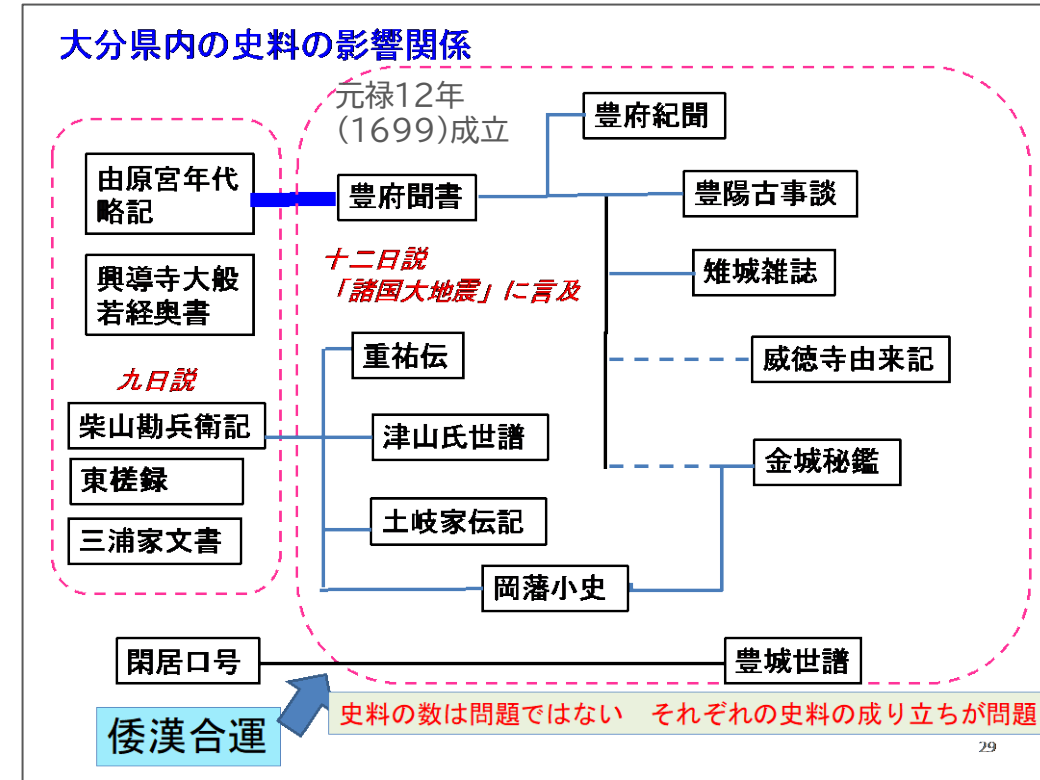 大分県内の史料の影響関係
元禄12年
(1699)成立
豊府紀聞
由原宮年代
略記
豊府聞書
豊陽古事談
興導寺大般
若経奥書
十二日説
「諸国大地震」に言及
雉城雑誌
重祐伝
威徳寺由来記
九日説
柴山勘兵衛記
津山氏世譜
金城秘鑑
東槎録
土岐家伝記
三浦家文書
岡藩小史
閑居口号
豊城世譜
倭漢合運
史料の数は問題ではない　それぞれの史料の成り立ちが問題
29